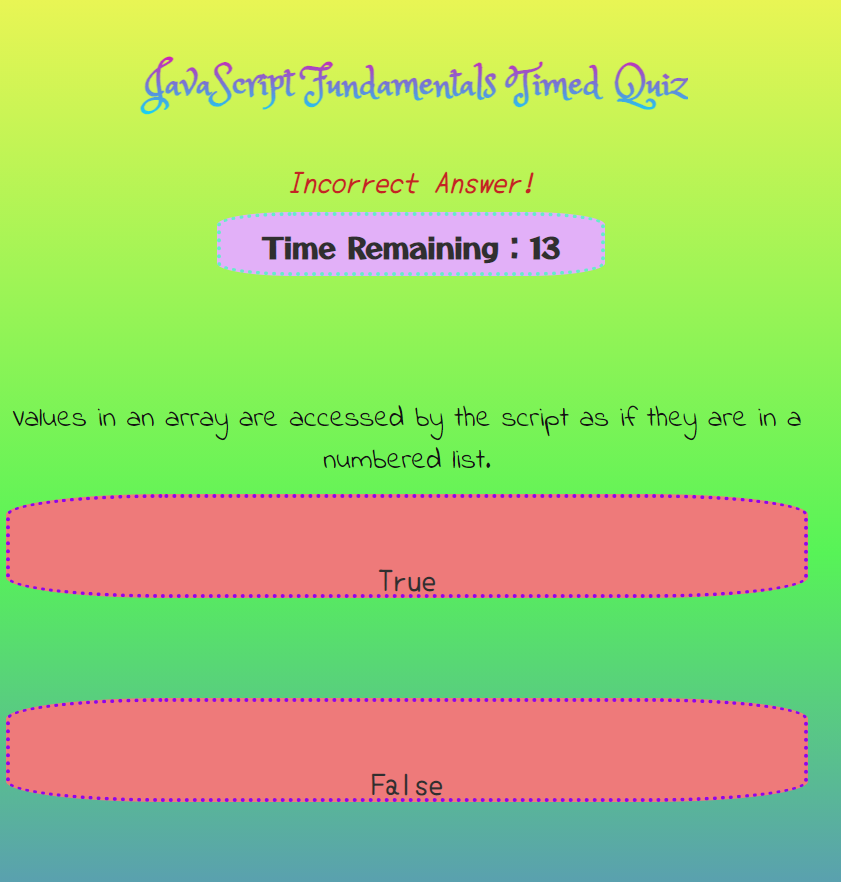 JavaScript Fundamentals Timed Quiz
Incorrect Answer!
Time Remaining : 13
Values in an array are accessed by the script as if they are in a
numbered list.
True
False